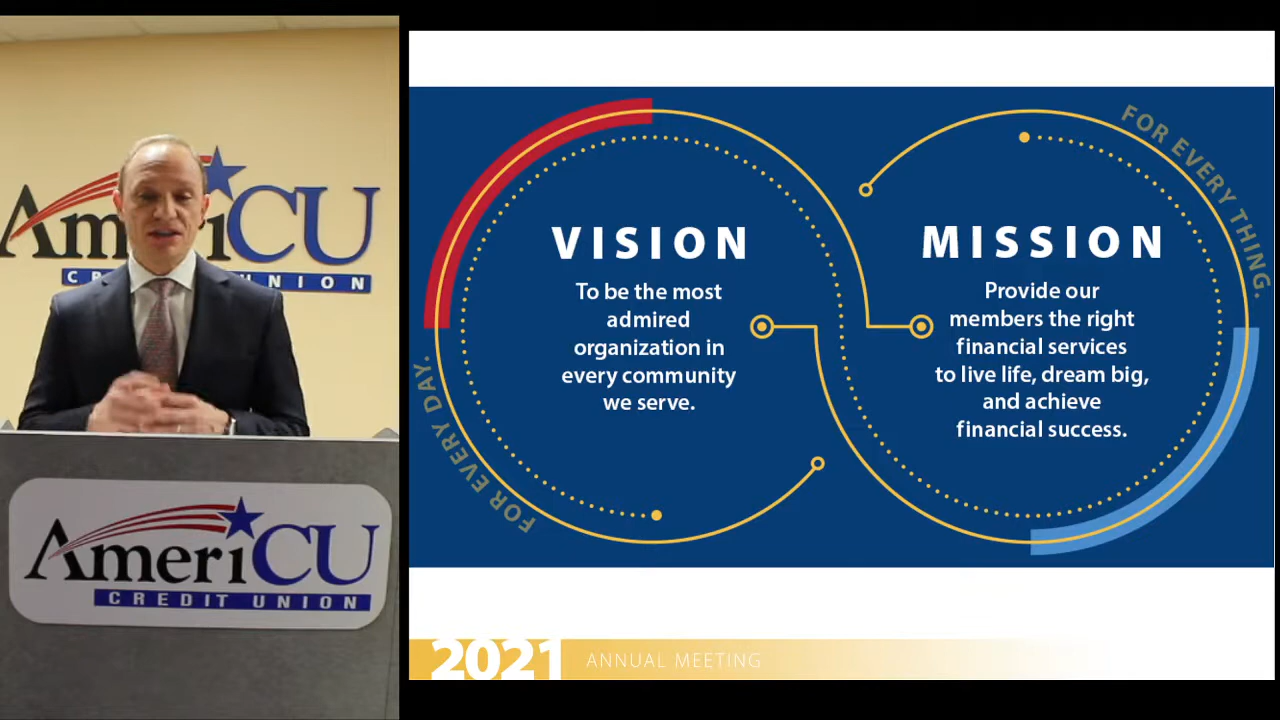 AmeriCU
CREDIT UNION
AmeriCU
CREDIT UNION
VISION
To be the most
admired
organization in
every community
we serve.
FOR EVERY DAY.
MISSION
Provide our
members the right
financial services
to live life, dream big,
and achieve
financial success.
FOR EVERY THING.
2021
ANNUAL MEETING